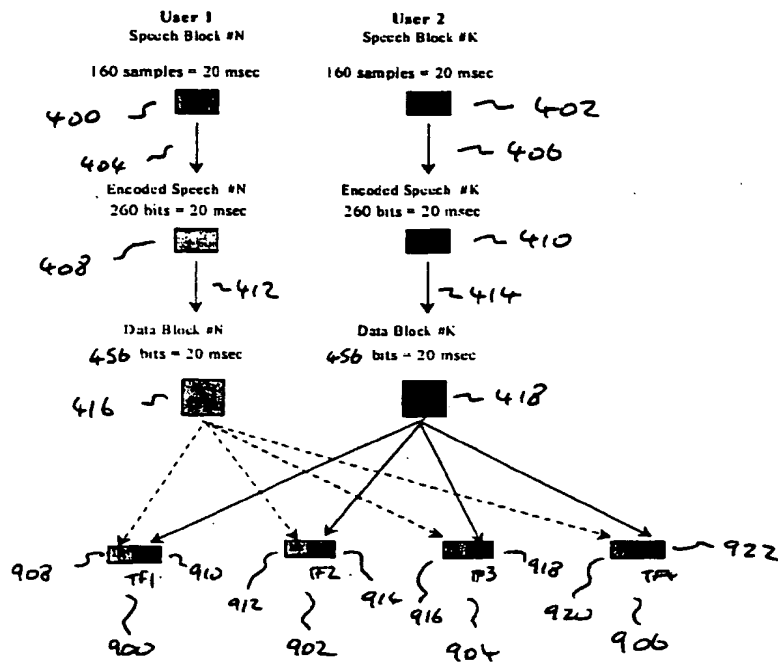 User 1 User 2
Speech Block #N Speech Block #K
160 samples = 20 msec 160 samples = 20 msec
400 402
404 406
Encoded Speech #N Encoded Speech #K
260 bits = 20 msec 260 bits = 20 msec
408 410
412 414
Data Block #N Data Block #K
456 bits = 20 msec 456 bits = 20 msec
416 418
908 910 912 914 916 918 920 922
TF1 TF2 TF3 TF4
900 902 904 906